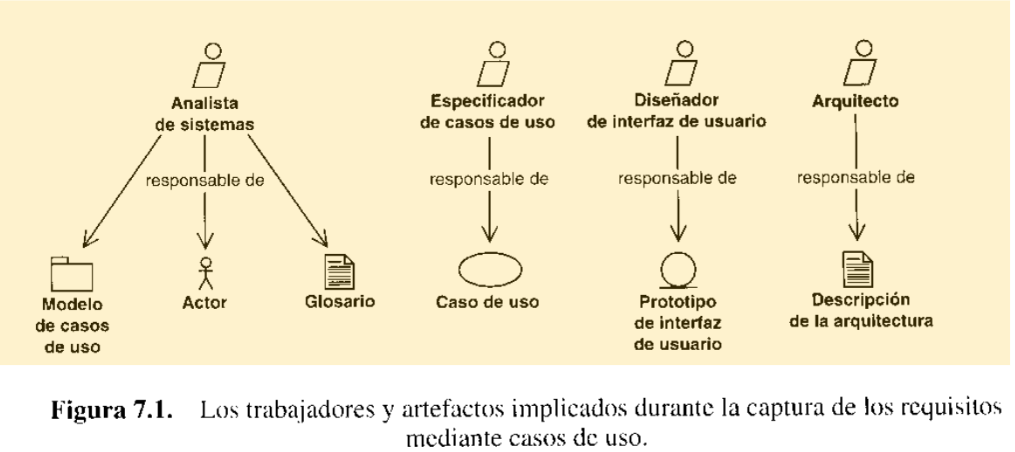 Analista
de sistemas
Especificador
de casos de uso
Diseñador
de interfaz de usuario
Arquitecto
responsable de
responsable de
responsable de
responsable de
Modelo
de casos
de uso
Actor
Glosario
Caso de uso
Prototipo
de interfaz
de usuario
Descripción
de la arquitectura
Figura 7.1. Los trabajadores y artefactos implicados durante la captura de los requisitos
mediante casos de uso.